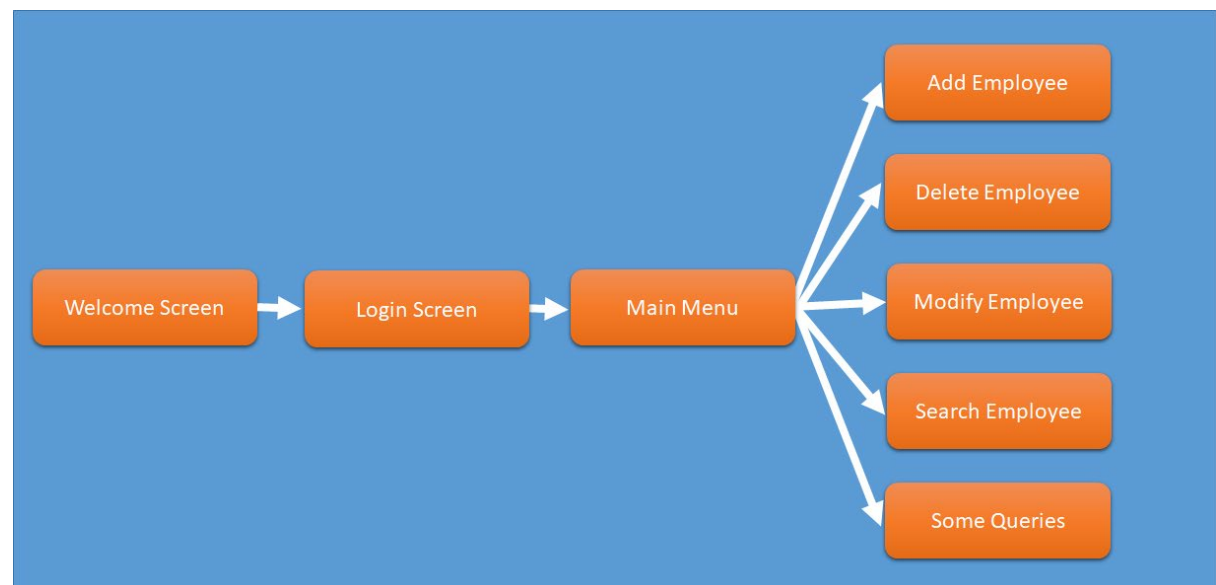 Welcome Screen
Login Screen
Main Menu
Add Employee
Delete Employee
Modify Employee
Search Employee
Some Queries